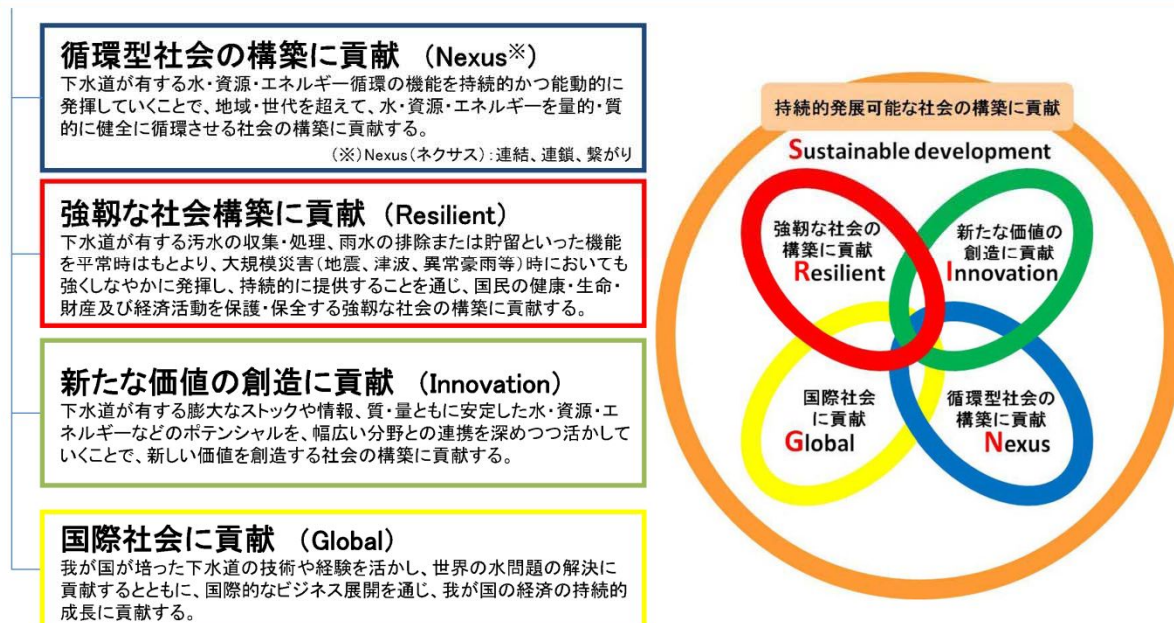 循環型社会の構築に貢献 (Nexus※)
下水道が有する水・資源・エネルギー循環の機能を持続的かつ能動的に
発揮していくことで、地域・世代を超えて、水・資源・エネルギーを量的・質
的に健全に循環させる社会の構築に貢献する。
(※)Nexus(ネクサス):連結、連鎖、繋がり
強靭な社会構築に貢献 (Resilient)
下水道が有する汚水の収集・処理、雨水の排除または貯留といった機能
を平常時はもとより、大規模災害(地震、津波、異常豪雨等)時においても
強くしなやかに発揮し、持続的に提供することを通じ、国民の健康・生命・
財産及び経済活動を保護・保全する強靭な社会の構築に貢献する。
新たな価値の創造に貢献 (Innovation)
下水道が有する膨大なストックや情報、質・量ともに安定した水・資源・エ
ネルギーなどのポテンシャルを、幅広い分野との連携を深めつつ活かして
いくことで、新しい価値を創造する社会の構築に貢献する。
国際社会に貢献 (Global)
我が国が培った下水道の技術や経験を活かし、世界の水問題の解決に
貢献するとともに、国際的なビジネス展開を通じ、我が国の経済の持続的
成長に貢献する。
持続的発展可能な社会の構築に貢献
Sustainable development
強靭な社会の
構築に貢献
Resilient
新たな価値の
創造に貢献
Innovation
国際社会
に貢献
Global
循環型社会の
構築に貢献
Nexus